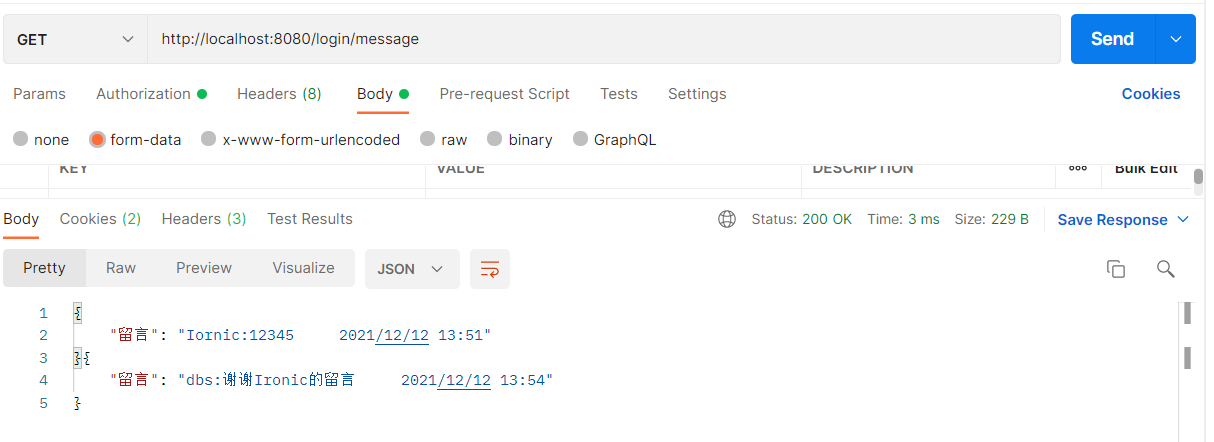 GET http://localhost:8080/login/message Send
Params Authorization Headers (8) Body Pre-request Script Tests Settings Cookies
none form-data x-www-form-urlencoded raw binary GraphQL
KEY VALUE DESCRIPTION ooo Bulk Edit
Body Cookies (2) Headers (3) Test Results Status: 200 OK Time: 3 ms Size: 229 B Save Response
Pretty Raw Preview Visualize JSON
1 {
2 "留言": "Iornic:12345 2021/12/12 13:51"
3 }{
4 "留言": "dbs:谢谢Ironic的留言 2021/12/12 13:54"
5 }